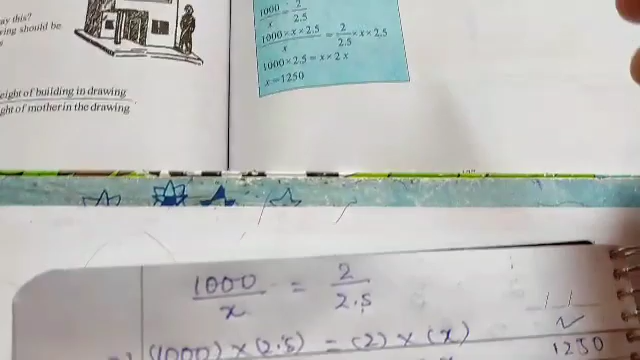 ay this?
ing should be
eight of building in drawing
ght of mother in the drawing
1000/x = 2/2.5
1000 × x × 2.5/x = 2/2.5 × x × 2.5
1000 × 2.5 = x × 2 x
x = 1250
1000/x = 2/2.5
(1000) × (2.5) = (2) × (x)
1250